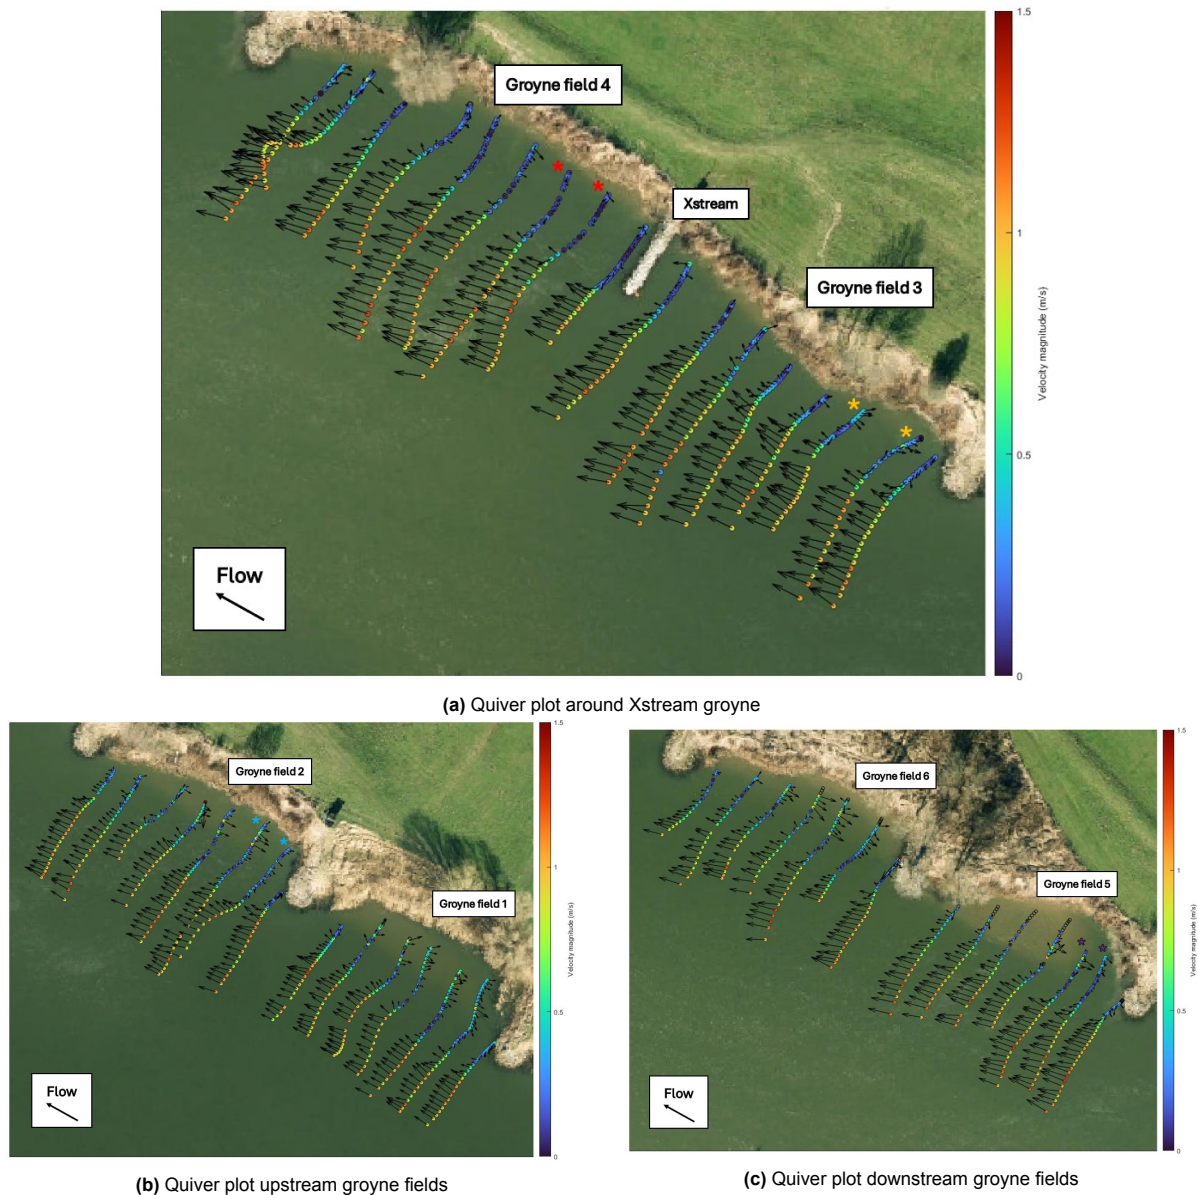 1.5
Groyne field 4
Xstream
1
Groyne field 3
Velocity magnitude (m/s)
0.5
Flow
0
(a) Quiver plot around Xstream groyne
1.5
Groyne field 2
1
Groyne field 1
Velocity magnitude (m/s)
0.5
Flow
0
(b) Quiver plot upstream groyne fields
1.5
Groyne field 6
1
Groyne field 5
Velocity magnitude (m/s)
0.5
Flow
0
(c) Quiver plot downstream groyne fields